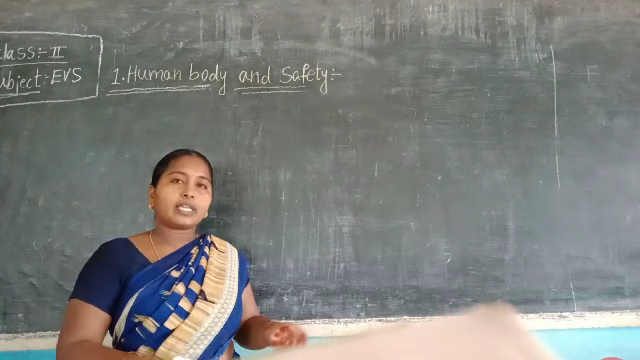 Class:- II
Subject:- EVS
1. Human body and Safety:-